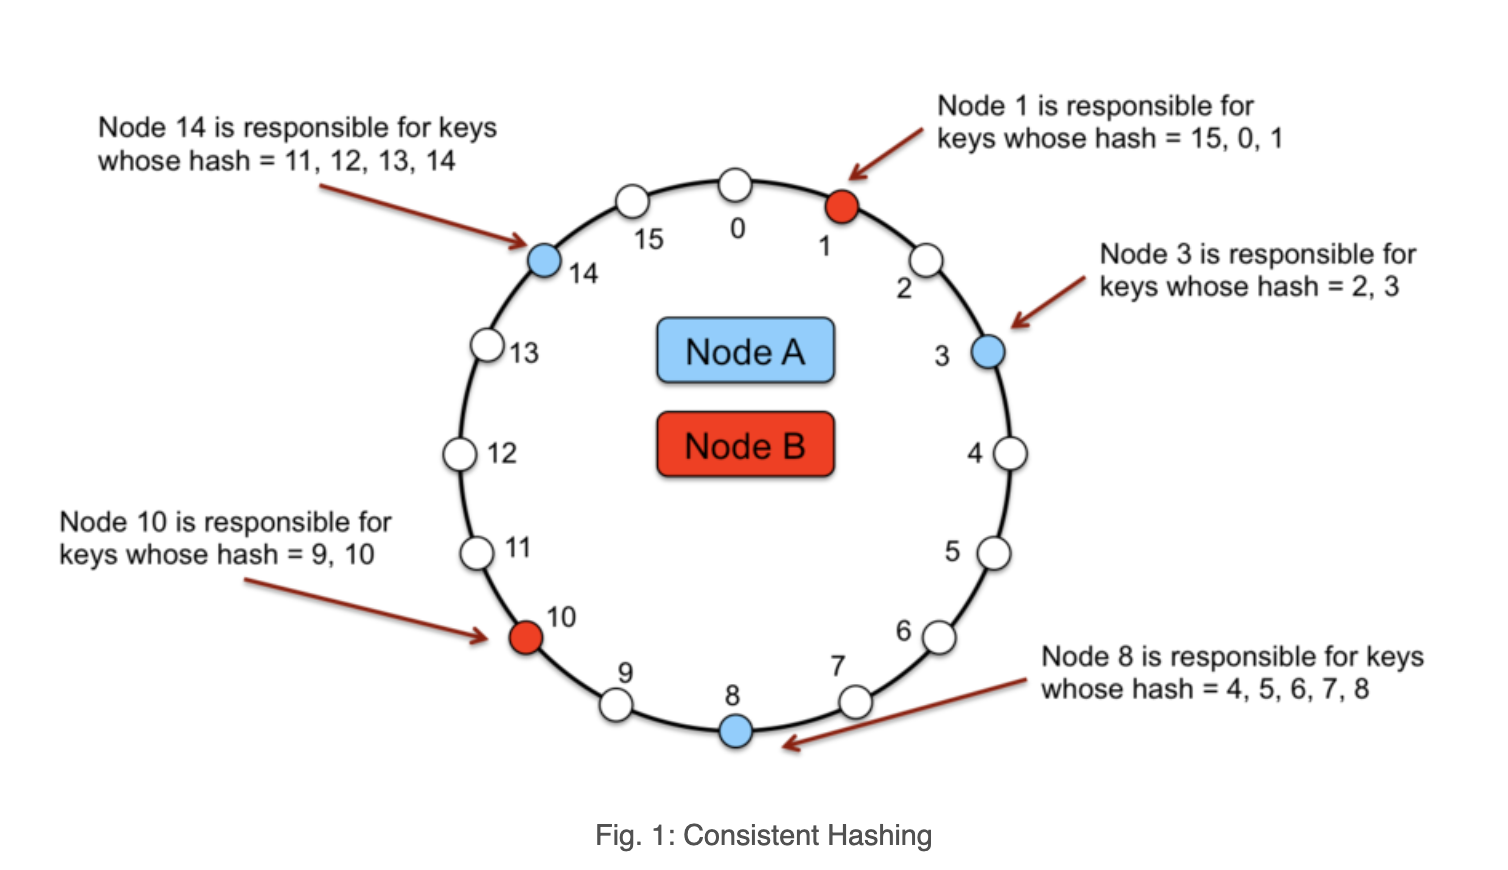 Node 14 is responsible for keys
whose hash = 11, 12, 13, 14
Node 1 is responsible for
keys whose hash = 15, 0, 1
Node 3 is responsible for
keys whose hash = 2, 3
Node 10 is responsible for
keys whose hash = 9, 10
Node 8 is responsible for keys
whose hash = 4, 5, 6, 7, 8
0
1
2
3
4
5
6
7
8
9
10
11
12
13
14
15
Node A
Node B
Fig. 1: Consistent Hashing